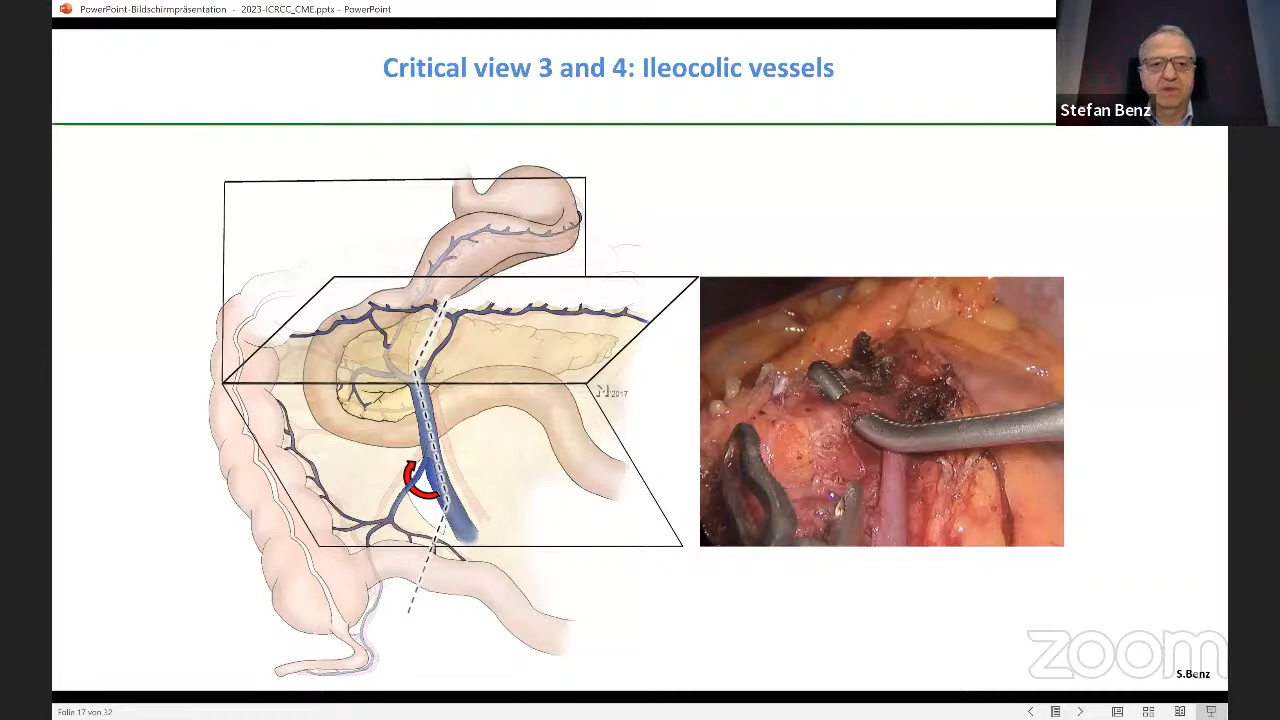 PowerPoint-Bildschirmpräsentation - 2023-ICRCC_CME.pptx - PowerPoint
Critical view 3 and 4: Ileocolic vessels
Stefan Benz
2017
zoom
S.Benz
Folie 17 von 32